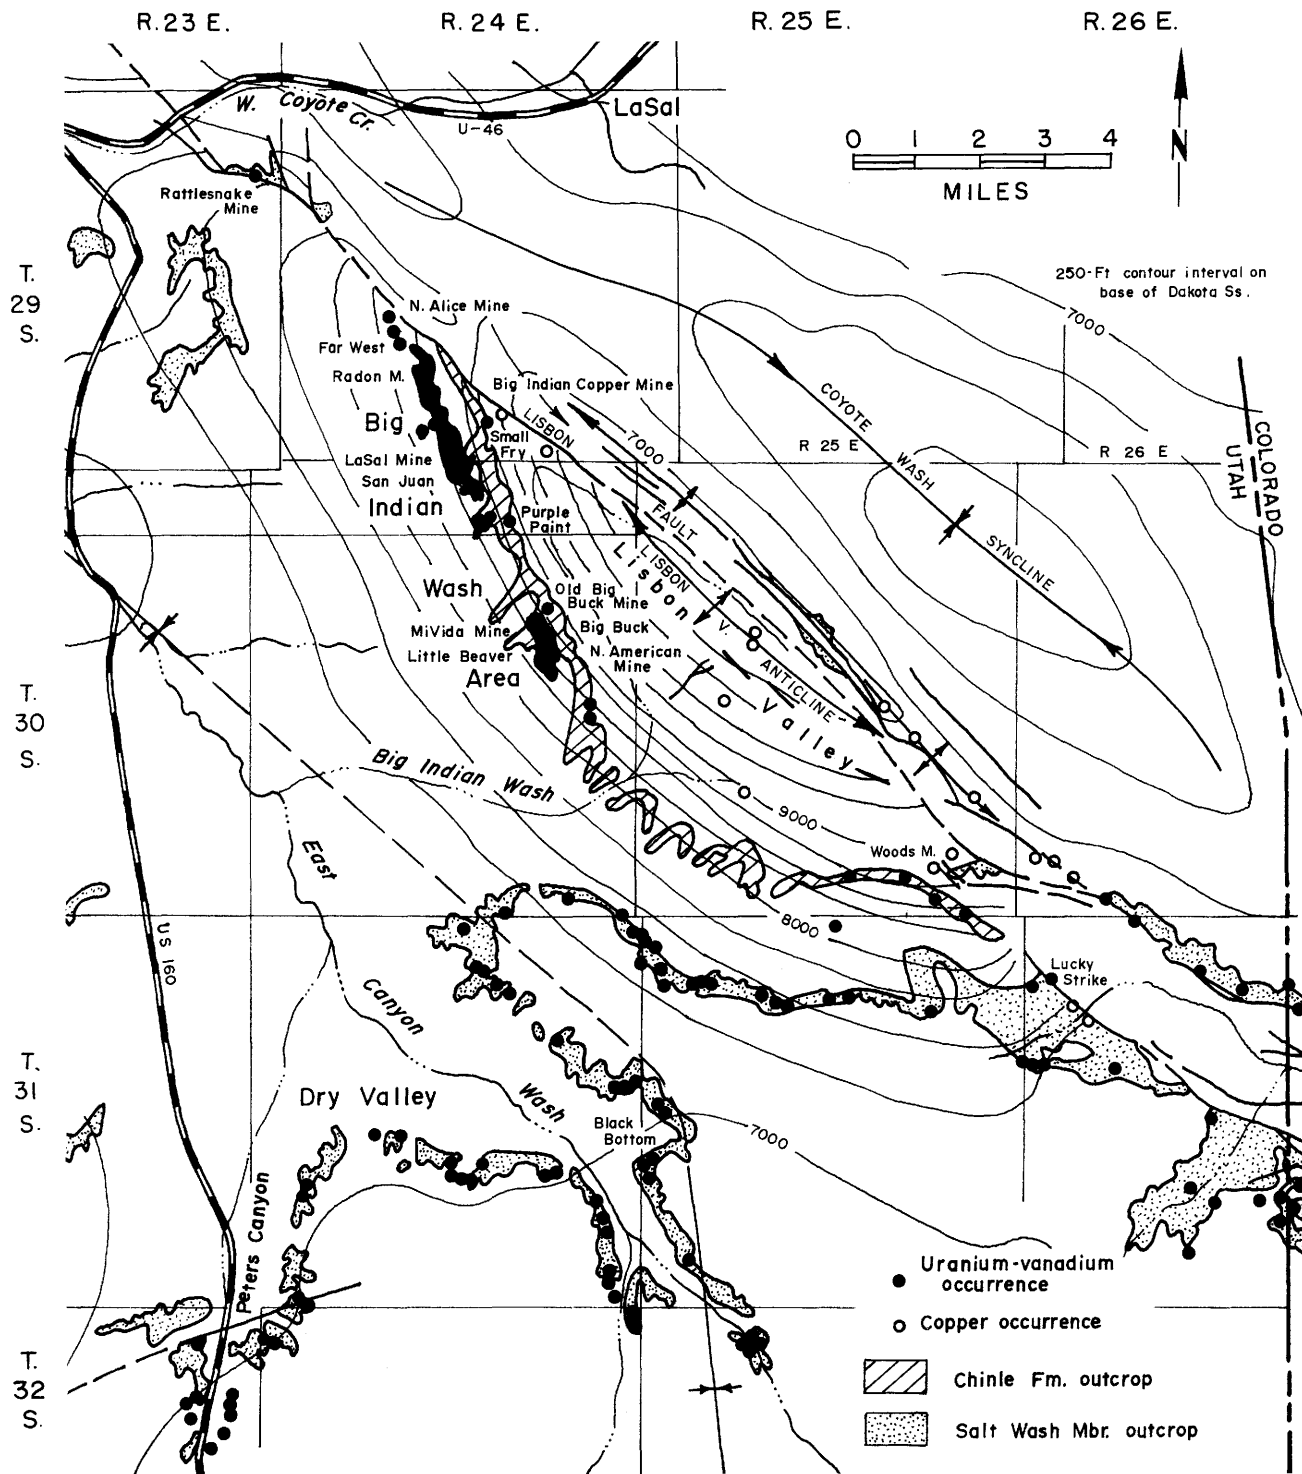 R. 23 E.
R. 24 E.
R. 25 E.
R. 26 E.
W. Coyote Cr.
U-46
LaSal
0 1 2 3 4
MILES
N
Rattlesnake
Mine
T.
29
S.
250-Ft contour interval on
base of Dakota Ss.
7000
N. Alice Mine
Far West
Radon M.
Big Indian Copper Mine
Big
LISBON
Small
Fry
7000
COYOTE
WASH
SYNCLINE
R 25 E
R 26 E
COLORADO
UTAH
LaSal Mine
San Juan
Indian
Purple
Paint
FAULT
LISBON
Lisbon
V.
ANTICLINE
Valley
Wash
Old Big
Buck Mine
MiVida Mine
Big Buck
Little Beaver
N. American
Mine
Area
T.
30
S.
Big Indian Wash
9000
Woods M.
East
8000
US 160
Lucky
Strike
Canyon
T.
31
S.
Dry Valley
Wash
Black
Bottom
7000
Peters Canyon
Uranium-vanadium
occurrence
Copper occurrence
T.
32
S.
Chinle Fm. outcrop
Salt Wash Mbr. outcrop